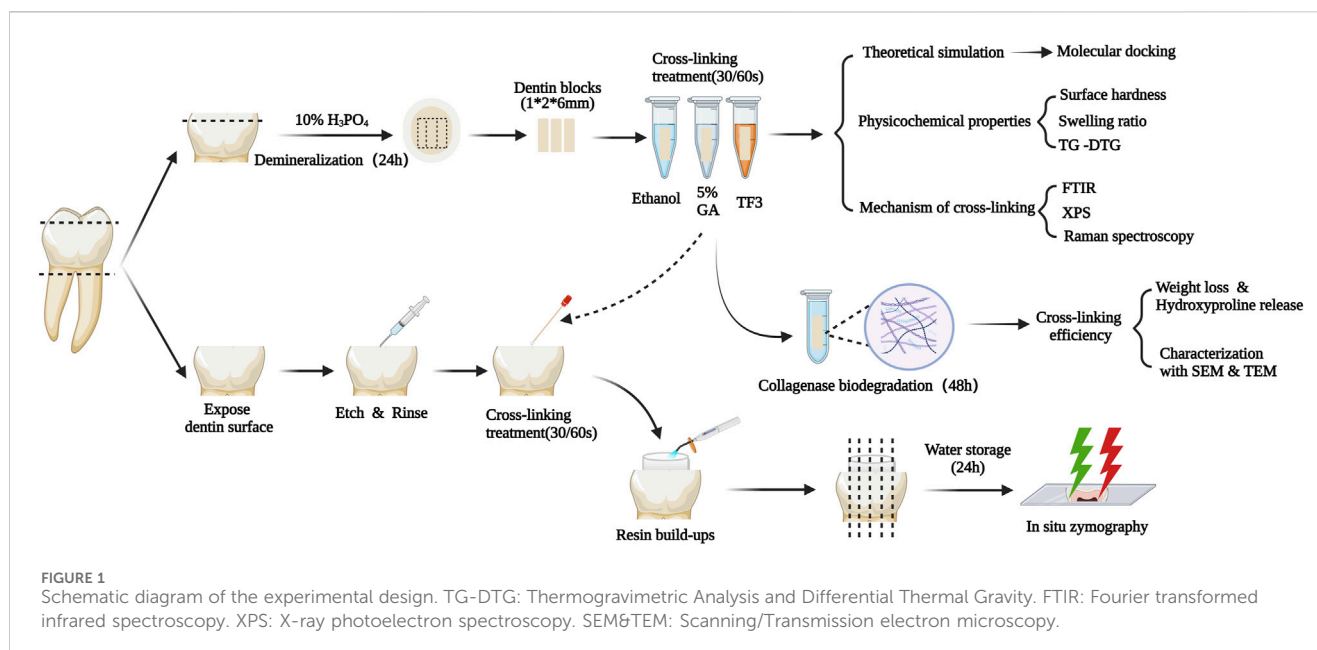 10% H₃PO₄
Demineralization (24h)
Dentin blocks
(1*2*6mm)
Cross-linking
treatment(30/60s)
Ethanol
5%
GA
TF3
Theoretical simulation
Molecular docking
Physicochemical properties
Surface hardness
Swelling ratio
TG -DTG
Mechanism of cross-linking
FTIR
XPS
Raman spectroscopy
Expose
dentin surface
Etch & Rinse
Cross-linking
treatment(30/60s)
Collagenase biodegradation (48h)
Cross-linking
efficiency
Weight loss &
Hydroxyproline release
Characterization
with SEM & TEM
Resin build-ups
Water storage
(24h)
In situ zymography
FIGURE 1
Schematic diagram of the experimental design. TG-DTG: Thermogravimetric Analysis and Differential Thermal Gravity. FTIR: Fourier transformed
infrared spectroscopy. XPS: X-ray photoelectron spectroscopy. SEM&TEM: Scanning/Transmission electron microscopy.